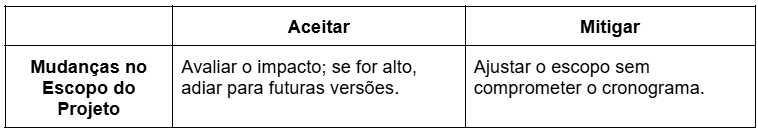 Aceitar
Mitigar
Mudanças no
Escopo do
Projeto
Avaliar o impacto; se for alto,
adiar para futuras versões.
Ajustar o escopo sem
comprometer o cronograma.